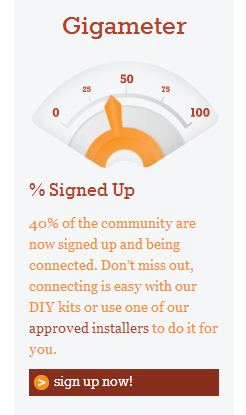 Gigameter
0 25 50 75 100
% Signed Up
40% of the community are
now signed up and being
connected. Don't miss out,
connecting is easy with our
DIY kits or use one of our
approved installers to do it for
you.
sign up now!